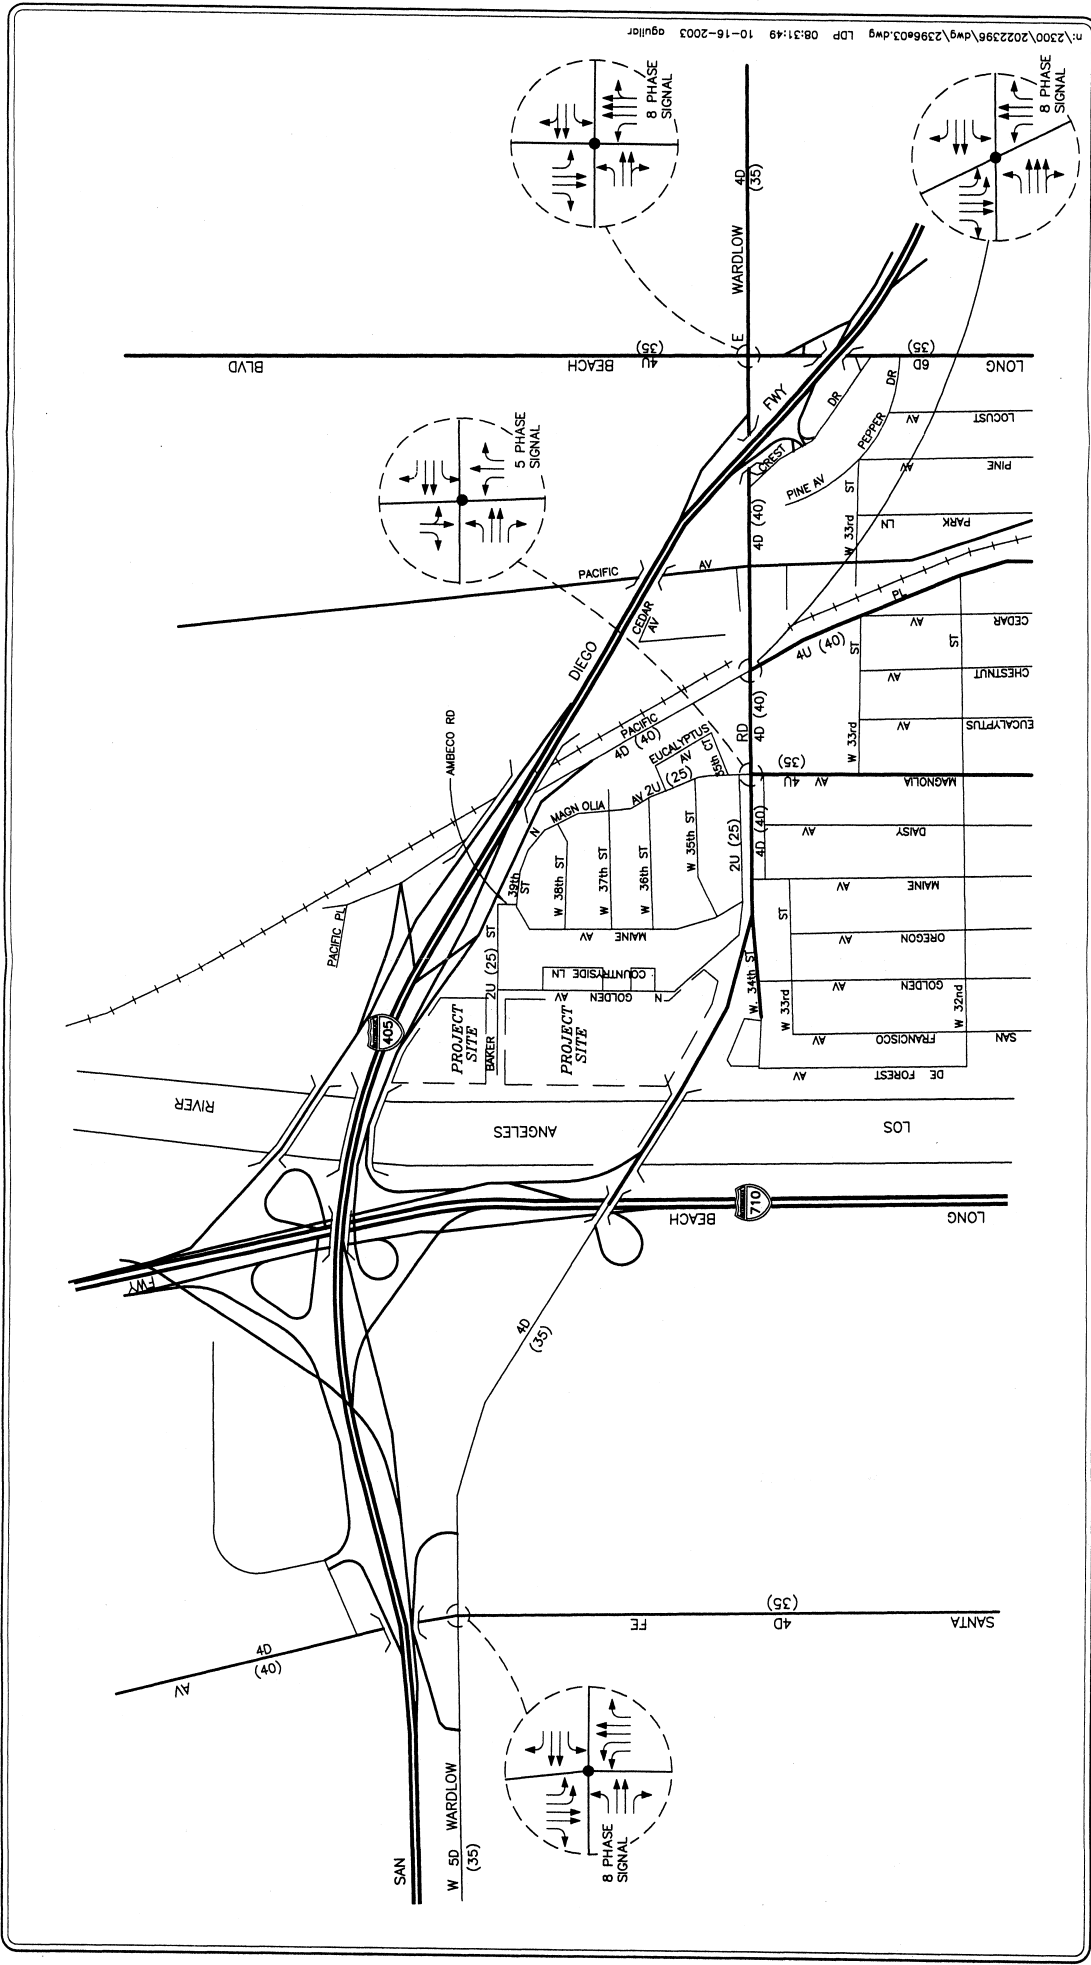 n:\2300\2022396\dwg\2396e03.dwg LDP 08:31:49 10-16-2003 aguilar
8 PHASE
SIGNAL
8 PHASE
SIGNAL
4D
(35)
WARDLOW
E
BLVD
BEACH
4U
(35)
6D
(35)
LONG
5 PHASE
SIGNAL
FWY
DR
DR
PEPPER
AV
LOCUST
CREST
PINE AV
AV
PINE
4D (40)
W 33rd
ST
LN
PARK
PACIFIC
AV
CEDAR
AV
PL
AV
CEDAR
DIEGO
4U (40)
ST
ST
AV
CHESTNUT
AMBECO RD
PACIFIC
4D (40)
RD
4D (40)
EUCALYPTUS
AV
35th CT
W 33rd
AV
EUCALYPTUS
4U
(35)
AV
MAGNOLIA
N
MAGNOLIA
AV
2U
(25)
2U (25)
4D (40)
AV
DAISY
39th
ST
W 38th ST
W 37th ST
W 36th ST
W 35th ST
AV
MAINE
PACIFIC PL
2U (25)
ST
MAINE
AV
ST
AV
OREGON
COUNTRYSIDE LN
W. 34th ST
N
GOLDEN
AV
AV
GOLDEN
405
PROJECT
SITE
BAKER
PROJECT
SITE
W 33rd
W 32nd
SAN
FRANCISCO
AV
DE FOREST
AV
RIVER
ANGELES
LOS
710
BEACH
LONG
FWY
4D
(35)
AV
4D
(40)
FE
4D
(35)
SANTA
SAN
W 5D WARDLOW
(35)
8 PHASE
SIGNAL